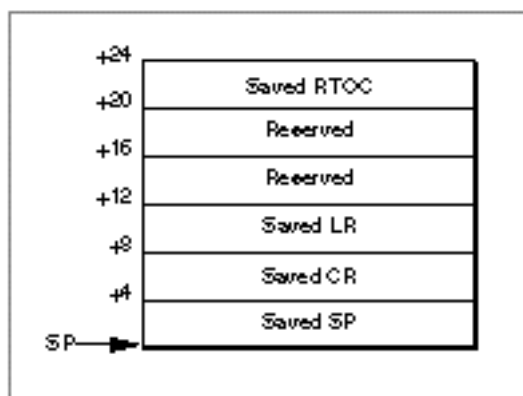 +24
Saved RTOC
+20
Reserved
+16
Reserved
+12
Saved LR
+8
Saved CR
+4
Saved SP
SP